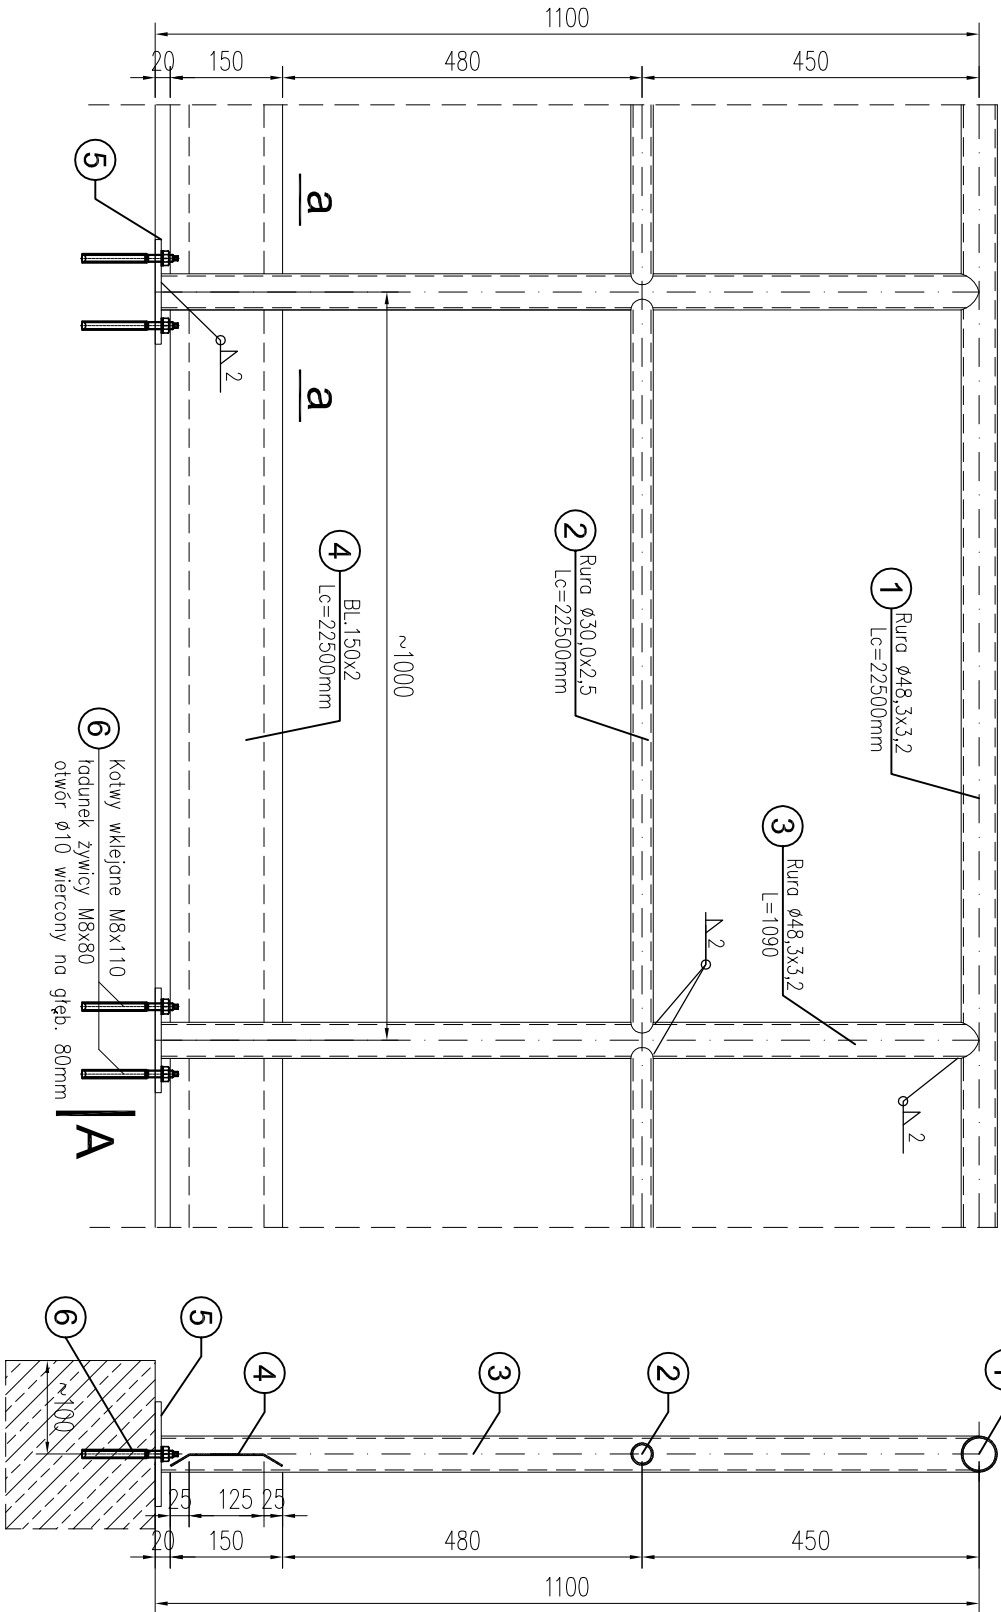 1100
20
150
480
450
5
a
a
2
4
BL.150x2
Lc=22500mm
~1000
2
Rura ø30,0x2,5
Lc=22500mm
1
Rura ø48,3x3,2
Lc=22500mm
3
Rura ø48,3x3,2
L=1090
2
2
6
Kotwy wklejane M8x110
ładunek żywicy M8x80
otwór ø10 wiercony na głęb. 80mm
A
6
5
4
3
2
1
~100
25
125
25
20
150
480
450
1100